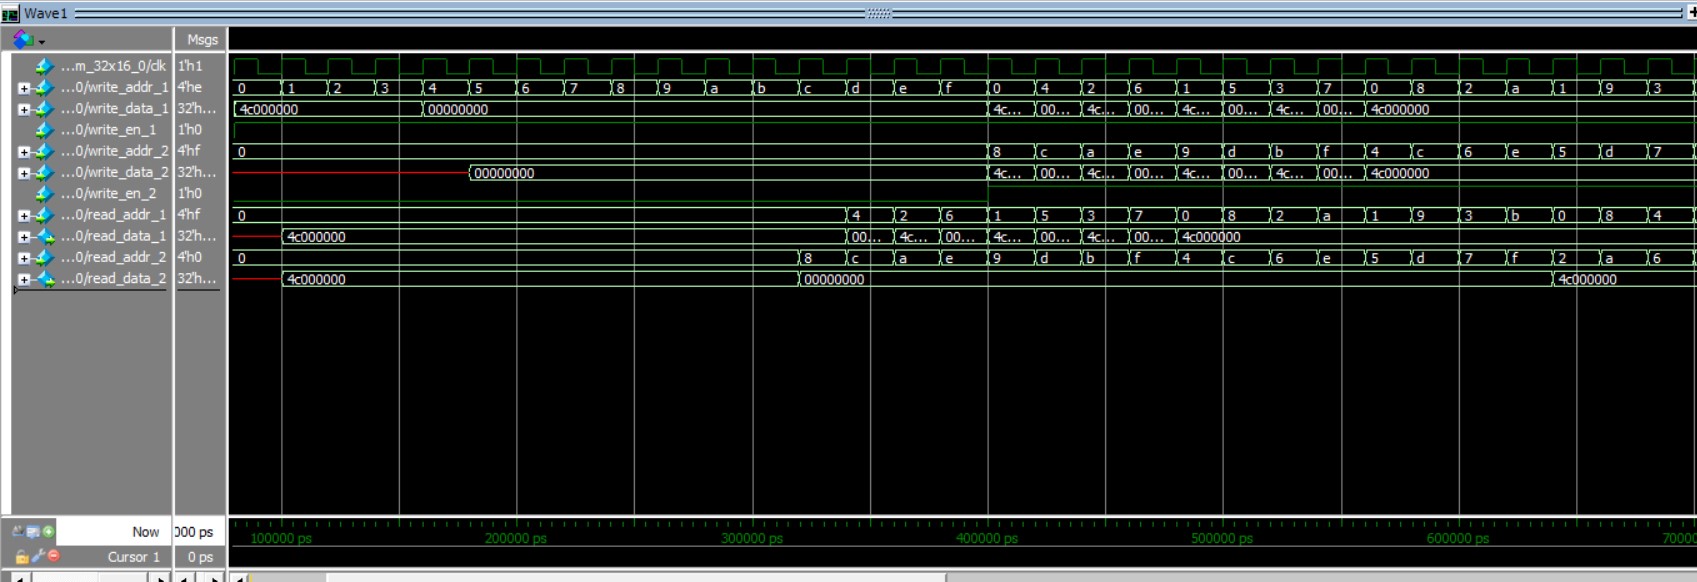 Wave1
Msgs
...m_32x16_0/clk 1'h1
...0/write_addr_1 4'he 0 1 2 3 4 5 6 7 8 9 a b c d e f 0 4 2 6 1 5 3 7 0 8 2 a 1 9 3
...0/write_data_1 32'h... 4c000000 00000000 4c... 00... 4c... 00... 4c... 00... 4c... 00... 4c000000
...0/write_en_1 1'h0
...0/write_addr_2 4'hf 0 8 c a e 9 d b f 4 c 6 e 5 d 7
...0/write_data_2 32'h... 00000000 4c... 00... 4c... 00... 4c... 00... 4c... 00... 4c000000
...0/write_en_2 1'h0
...0/read_addr_1 4'hf 0 4 2 6 1 5 3 7 0 8 2 a 1 9 3 b 0 8 4
...0/read_data_1 32'h... 4c000000 00... 4c... 00... 4c... 00... 4c... 00... 4c000000
...0/read_addr_2 4'h0 0 8 c a e 9 d b f 4 c 6 e 5 d 7 f 2 a 6
...0/read_data_2 32'h... 4c000000 00000000 4c000000
Now 000 ps
Cursor 1 0 ps
100000 ps 200000 ps 300000 ps 400000 ps 500000 ps 600000 ps 70000